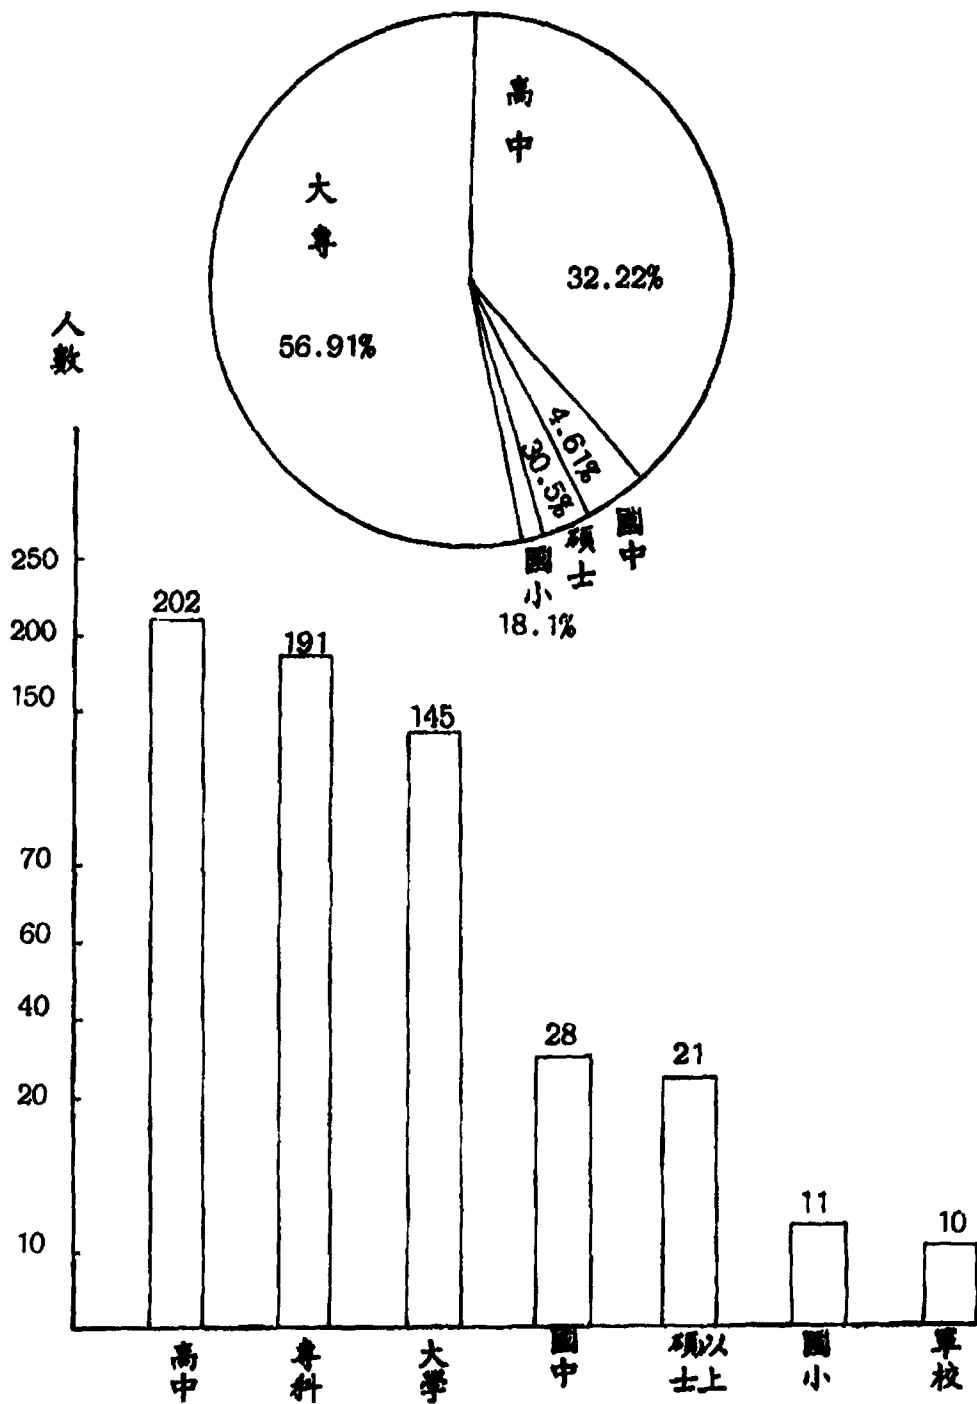 高中
大專
32.22%
56.91%
4.61%
30.5%
國中
碩士
國小
18.1%
人數
250
200
150
70
60
40
20
10
202
191
145
28
21
11
10
高中
專科
大學
國中
碩士以上
國小
軍校